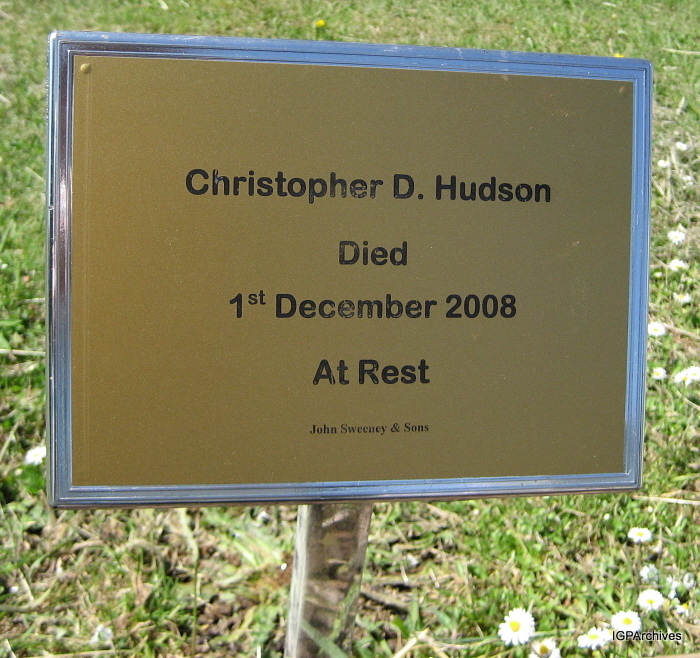 Christopher D. Hudson
Died
1st December 2008
At Rest
John Sweeney & Sons
IGPArchives